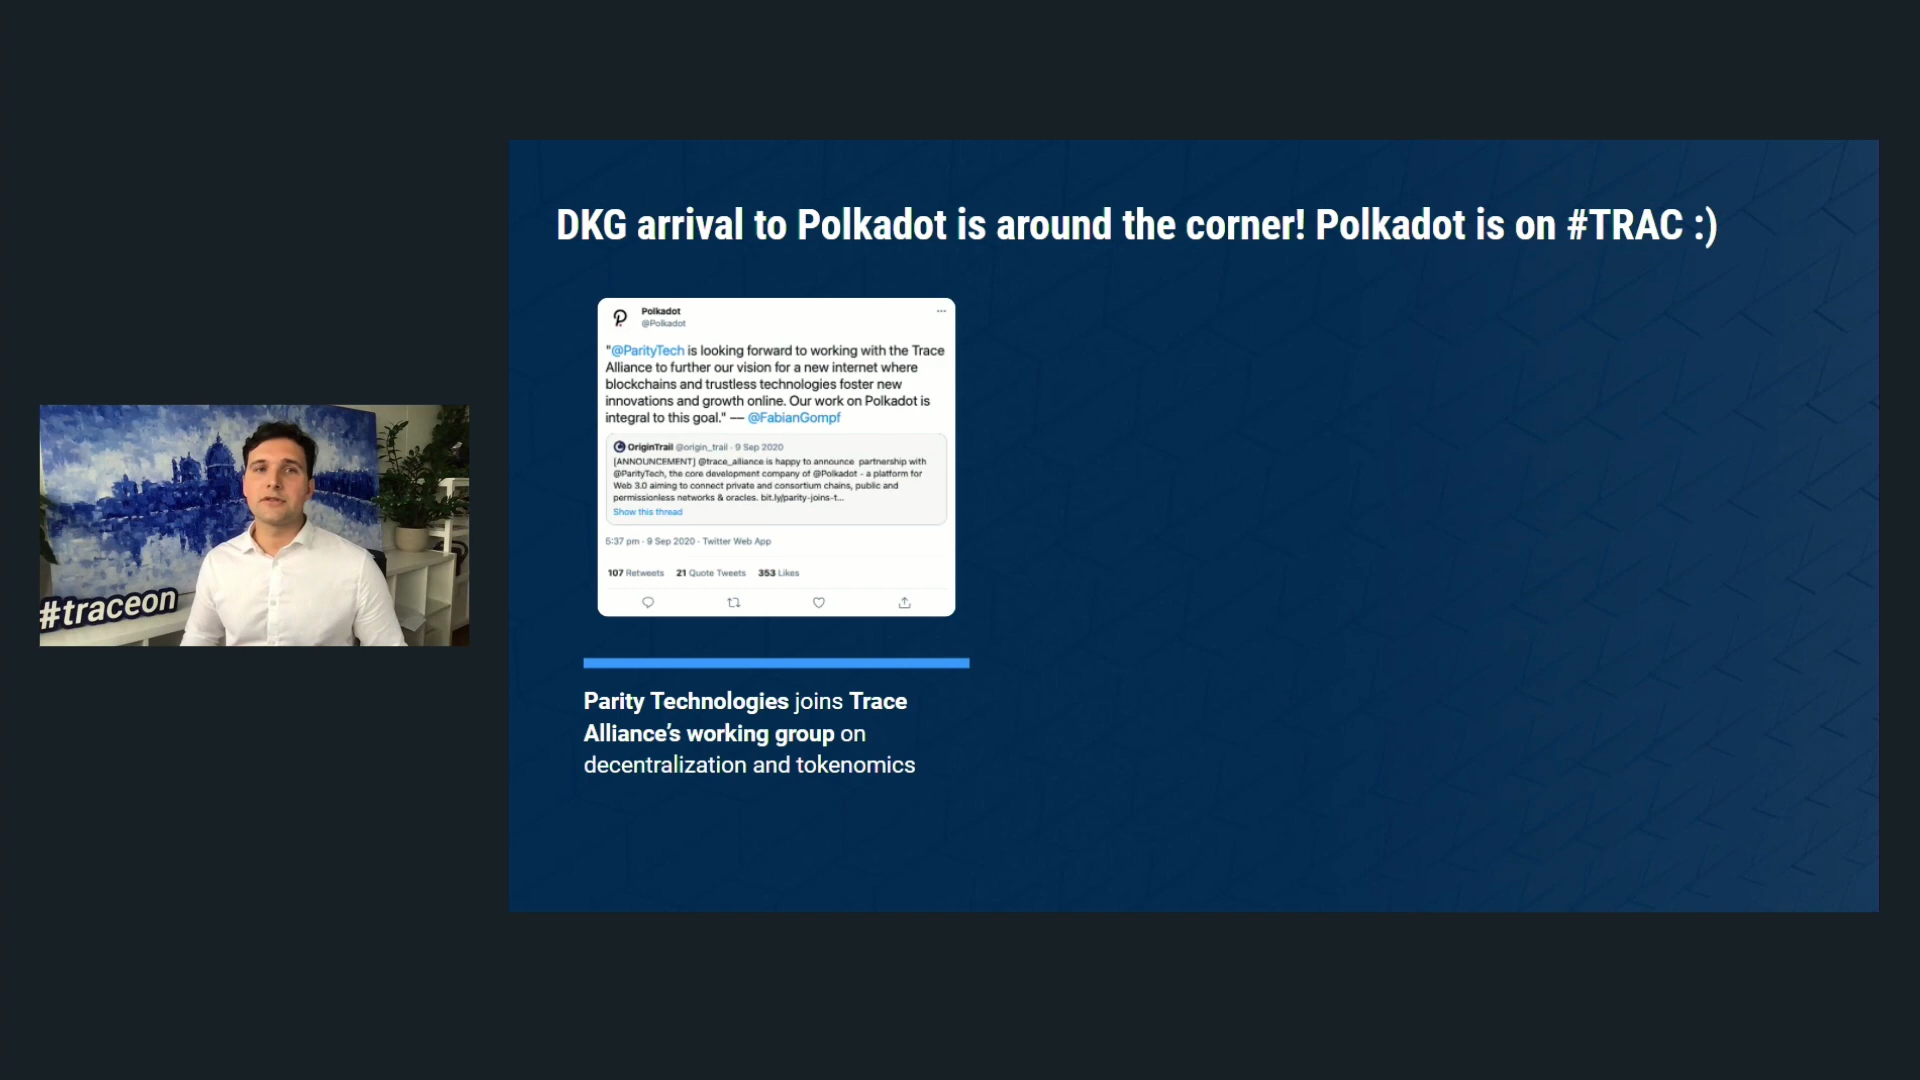 DKG arrival to Polkadot is around the corner! Polkadot is on #TRAC :)
Polkadot
@Polkadot
"@ParityTech is looking forward to working with the Trace
Alliance to further our vision for a new internet where
blockchains and trustless technologies foster new
innovations and growth online. Our work on Polkadot is
integral to this goal." — @FabianGompf
OriginTrail @origin_trail · 9 Sep 2020
[ANNOUNCEMENT] @trace_alliance is happy to announce partnership with
@ParityTech, the core development company of @Polkadot - a platform for
Web 3.0 aiming to connect private and consortium chains, public and
permissionless networks & oracles. bit.ly/parity-joins-t...
Show this thread
5:37 pm · 9 Sep 2020 · Twitter Web App
107 Retweets 21 Quote Tweets 353 Likes
#traceon
Parity Technologies joins Trace
Alliance's working group on
decentralization and tokenomics